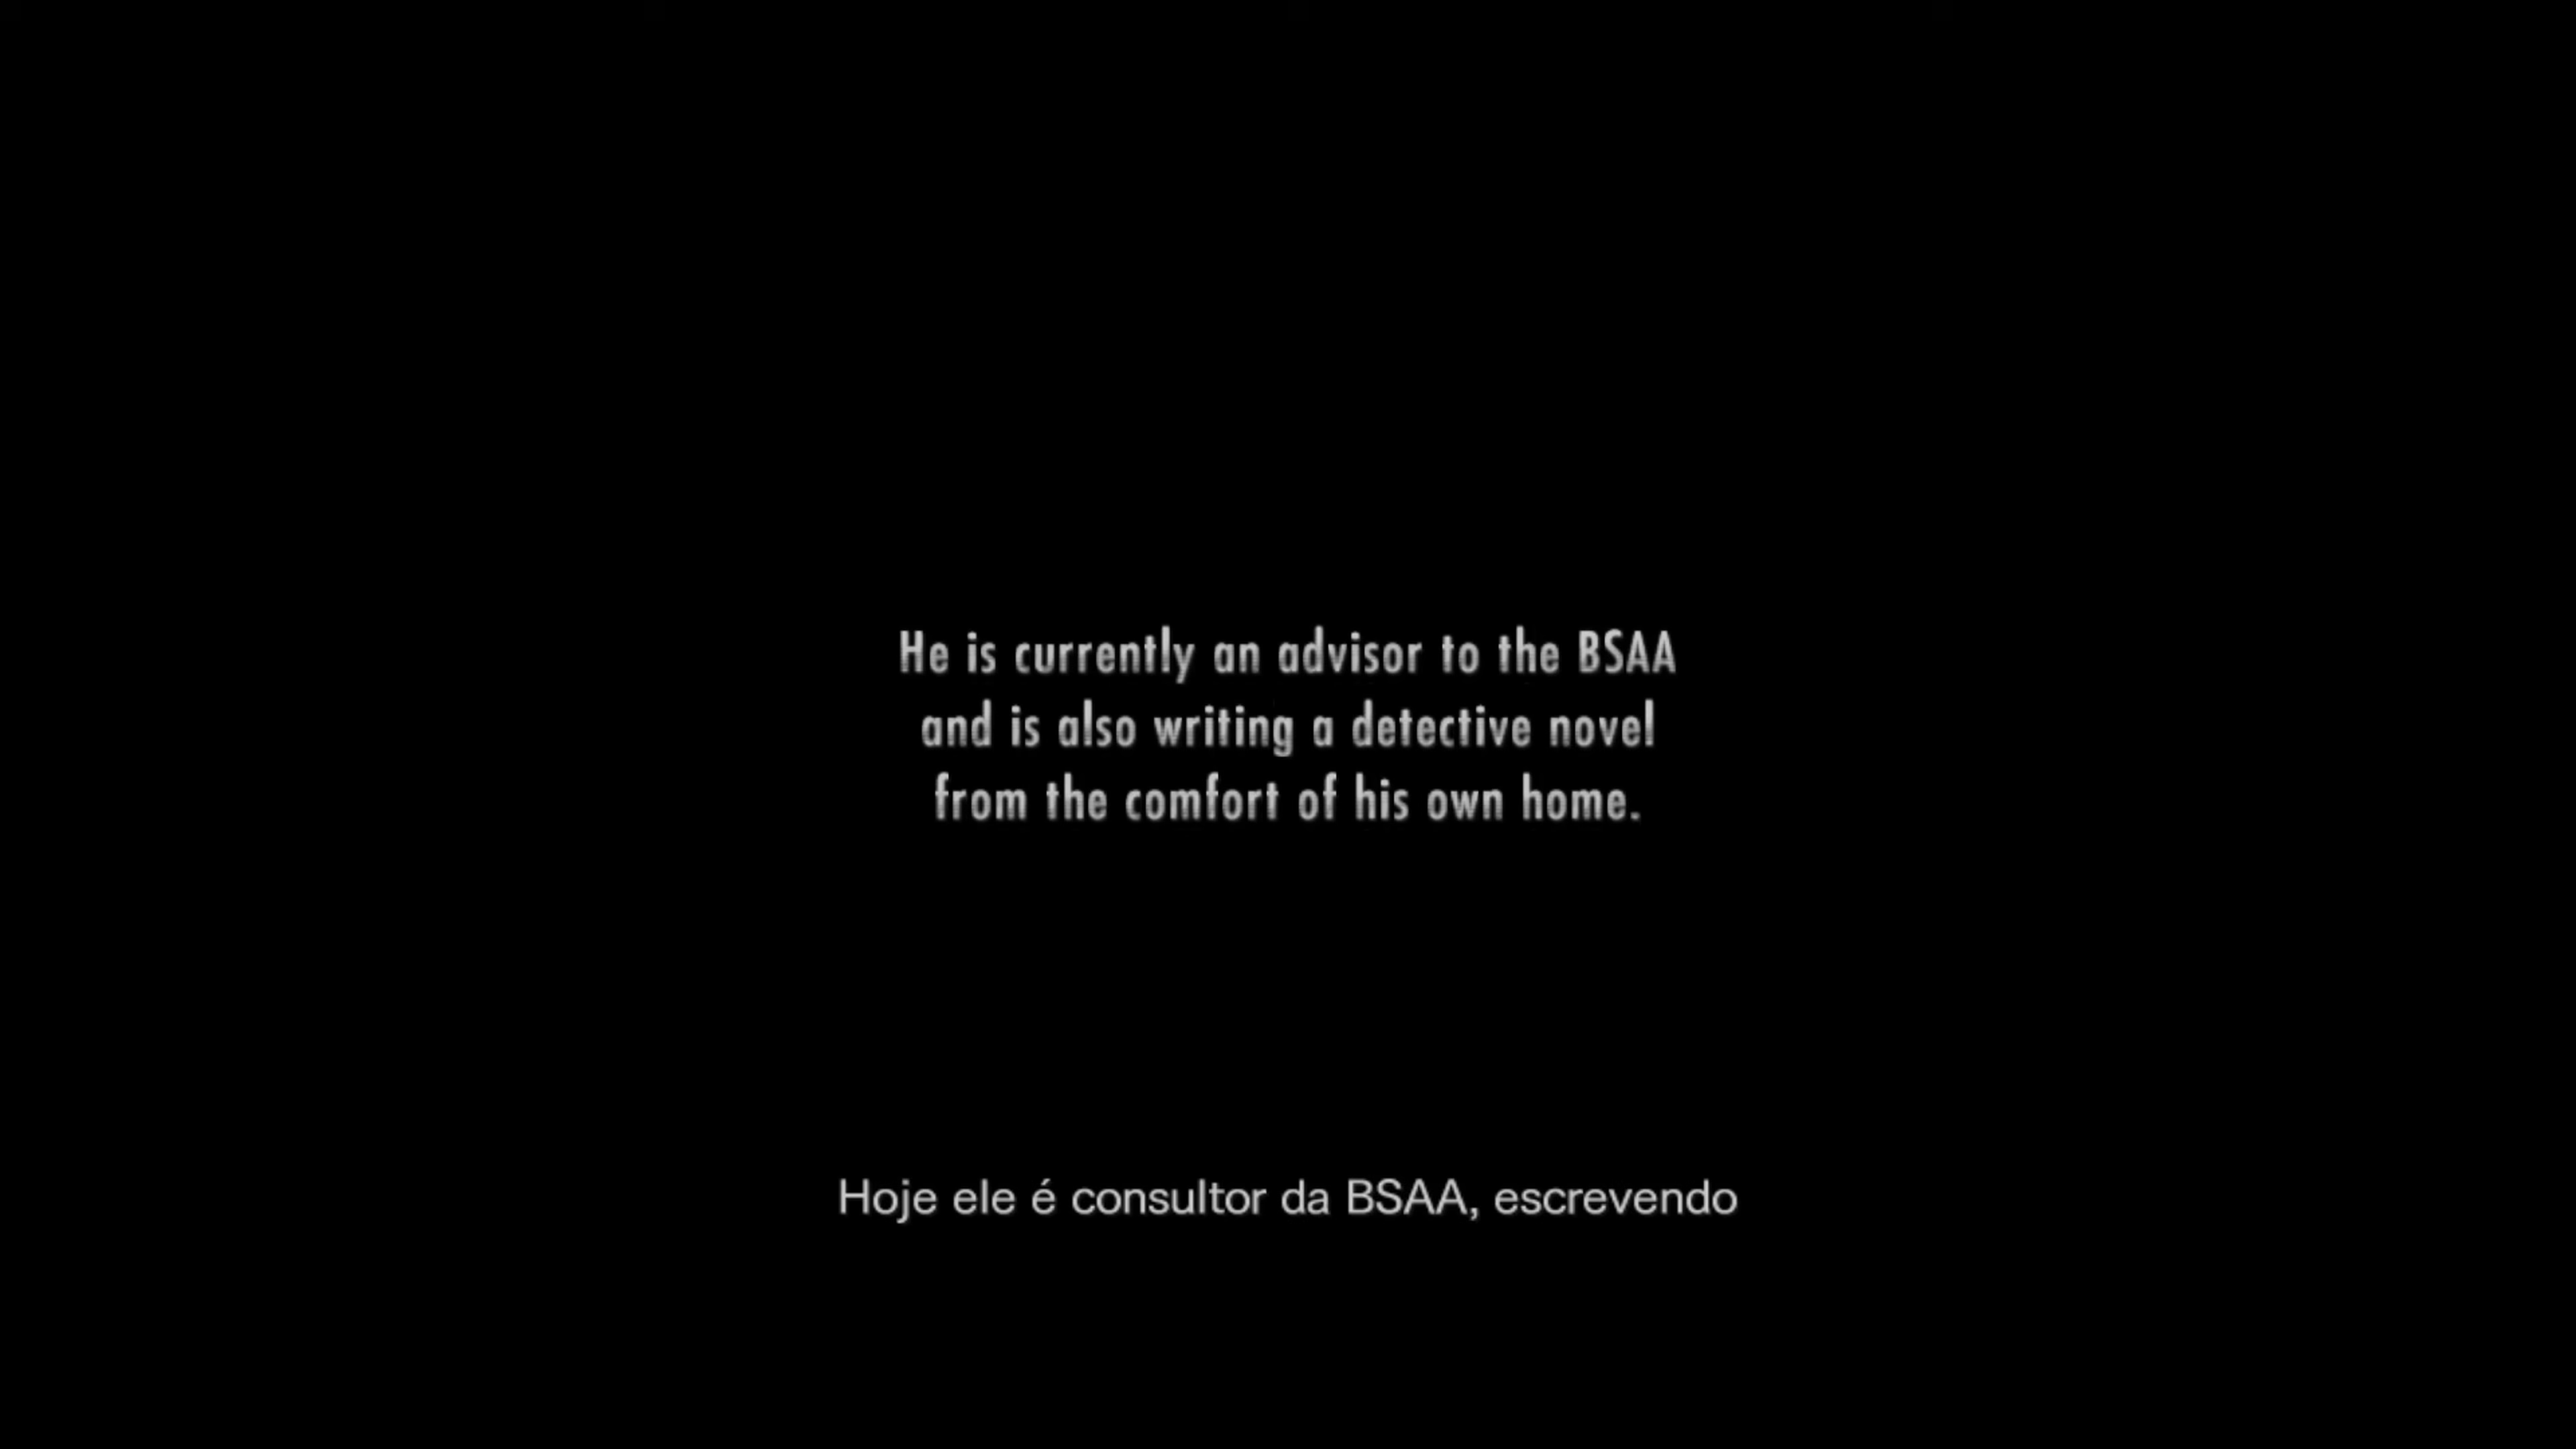 He is currently an advisor to the BSAA
and is also writing a detective novel
from the comfort of his own home.
Hoje ele é consultor da BSAA, escrevendo